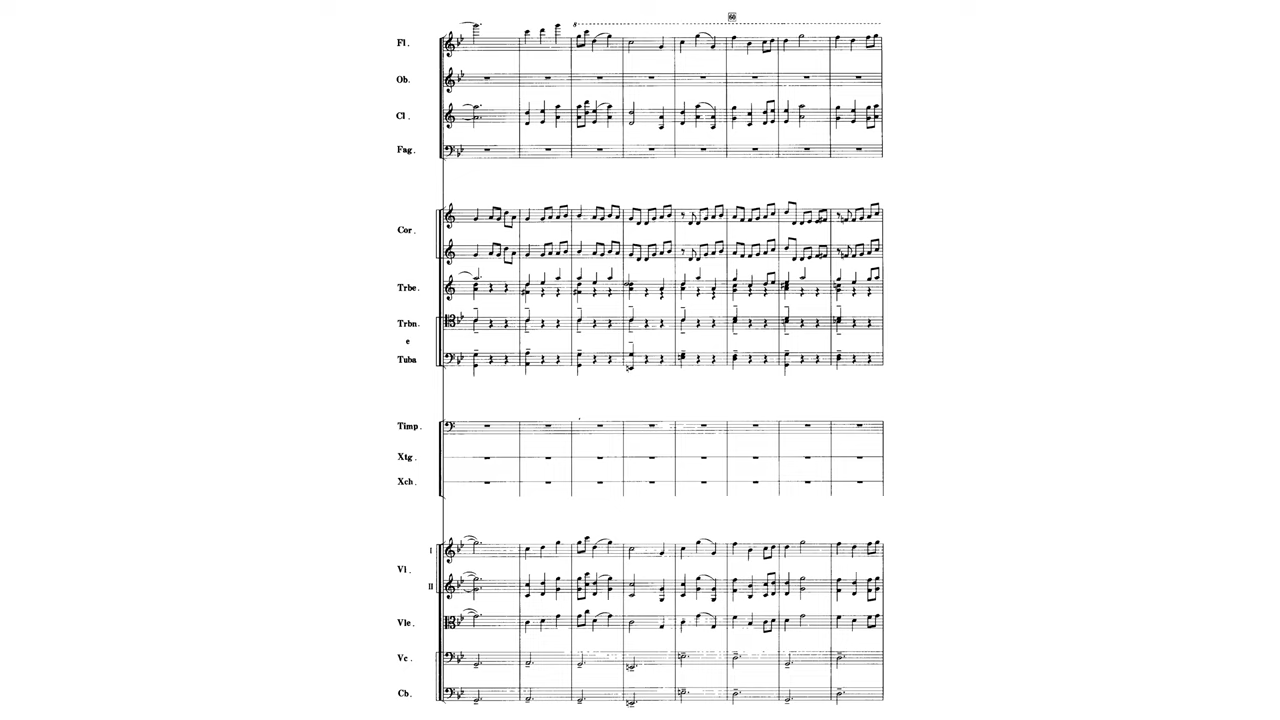 8
60
Fl.
Ob.
Cl.
Fag.
Cor.
Trbe.
Trbn.
e
Tuba
Timp.
Xtg.
Xch.
I
Vl.
II
Vle.
Vc.
Cb.